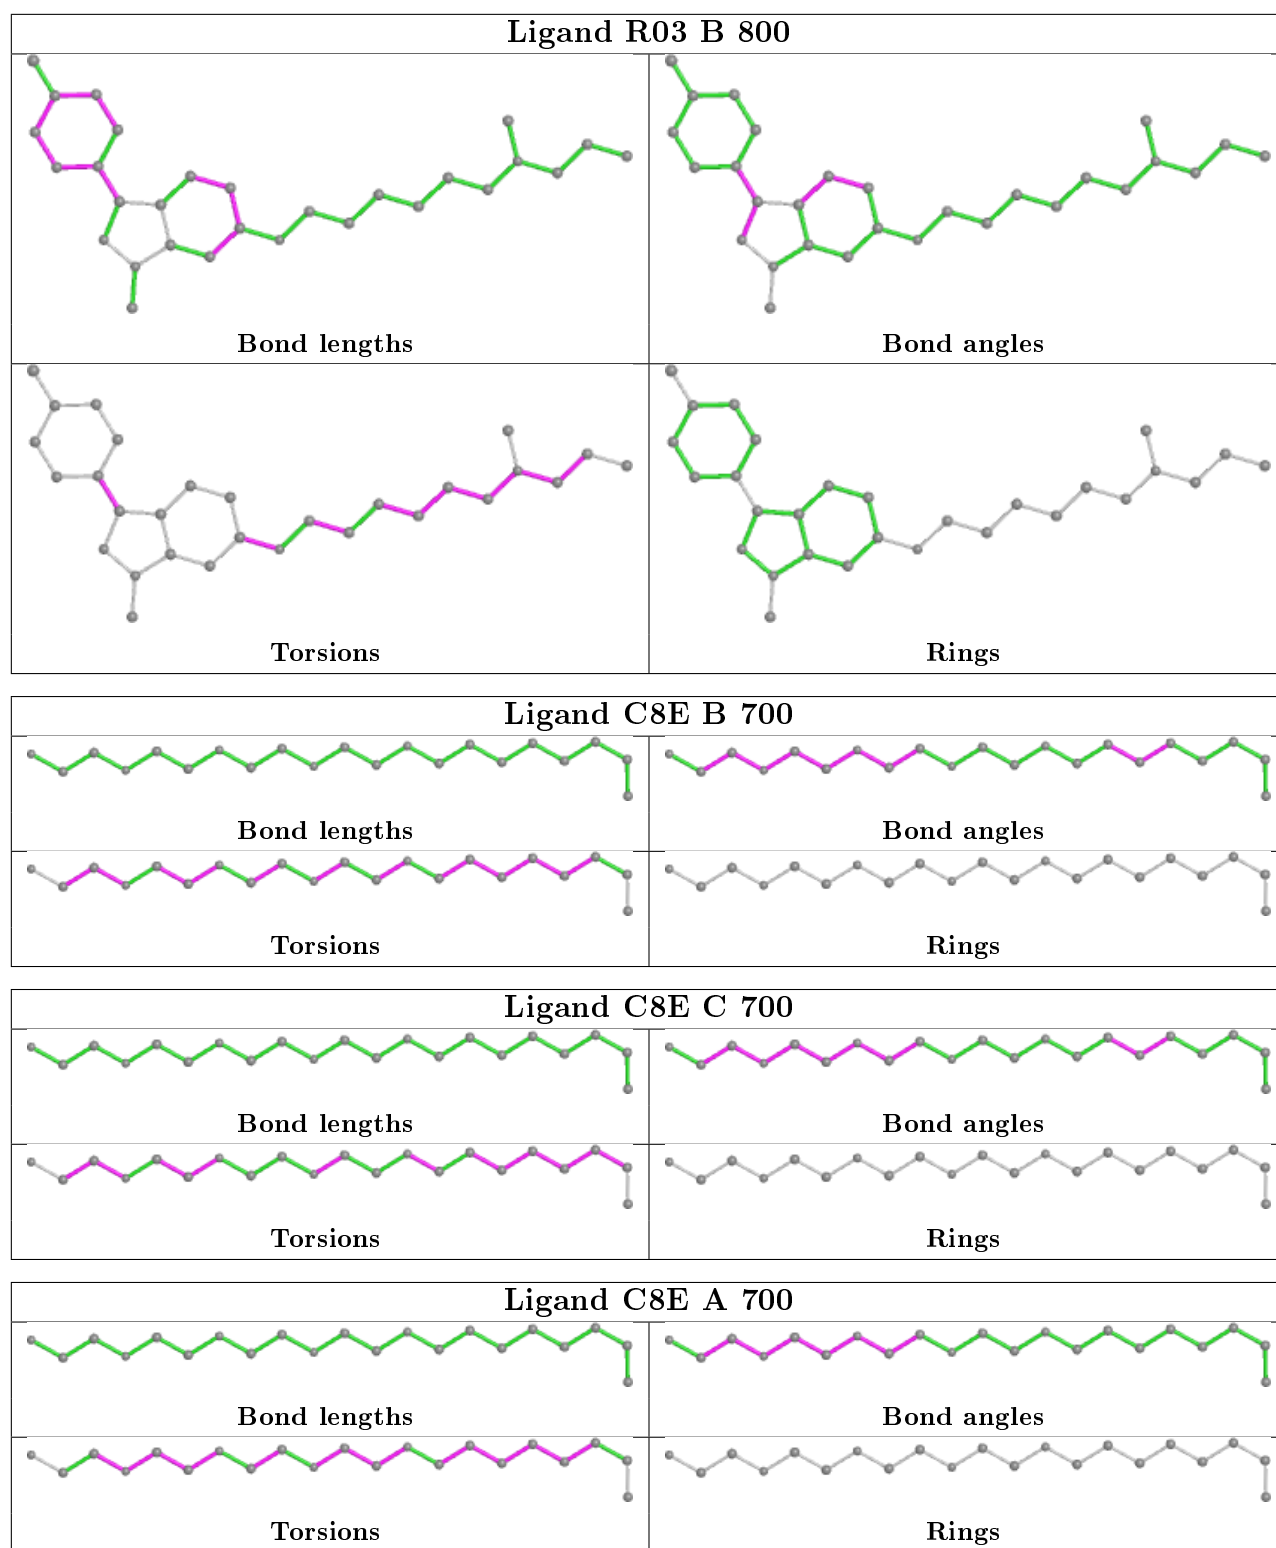 Ligand R03 B 800
Bond lengths
Bond angles
Torsions
Rings
Ligand C8E B 700
Bond lengths
Bond angles
Torsions
Rings
Ligand C8E C 700
Bond lengths
Bond angles
Torsions
Rings
Ligand C8E A 700
Bond lengths
Bond angles
Torsions
Rings